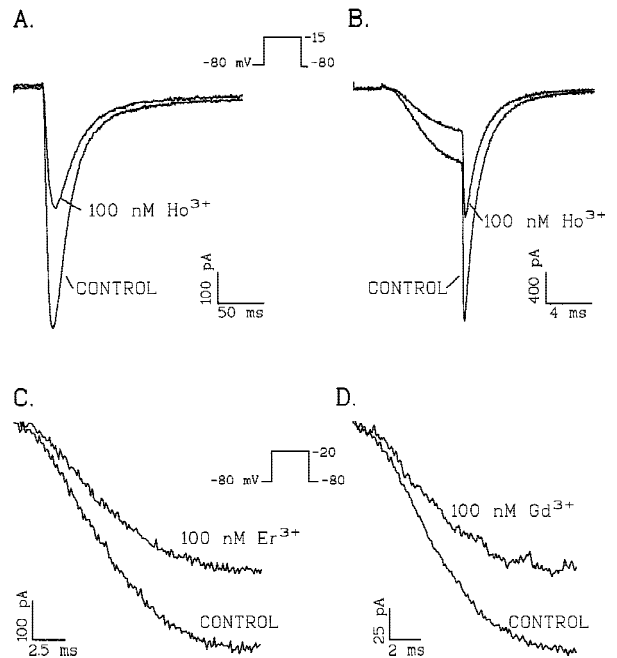 A.
B.
-15
-80 mV
-80
100 nM Ho³⁺
100 nM Ho³⁺
CONTROL
CONTROL
100 pA
50 ms
400 pA
4 ms
C.
D.
-20
-80 mV
-80
100 nM Er³⁺
100 nM Gd³⁺
CONTROL
CONTROL
100 pA
2.5 ms
25 pA
2 ms